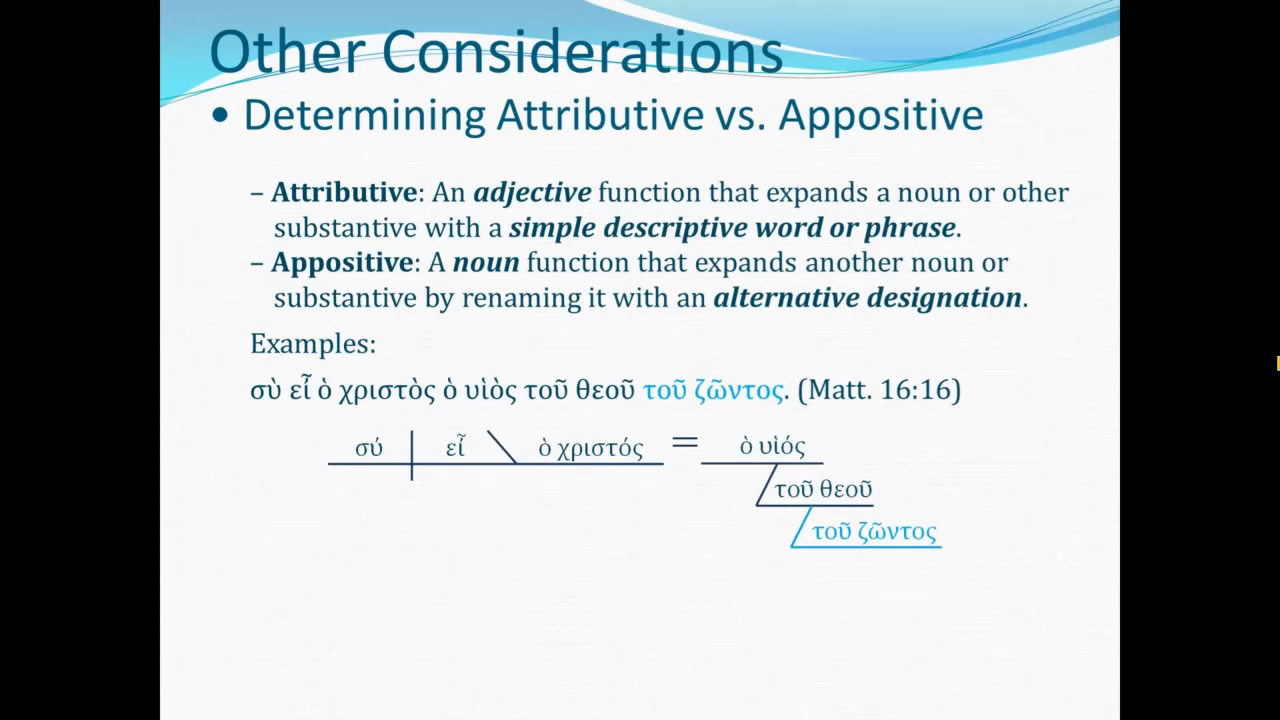 Other Considerations
• Determining Attributive vs. Appositive
– Attributive: An adjective function that expands a noun or other
substantive with a simple descriptive word or phrase.
– Appositive: A noun function that expands another noun or
substantive by renaming it with an alternative designation.
Examples:
σὺ εἶ ὁ χριστὸς ὁ υἱὸς τοῦ θεοῦ τοῦ ζῶντος. (Matt. 16:16)
σύ εἶ ὁ χριστός = ὁ υἱός
τοῦ θεοῦ
τοῦ ζῶντος